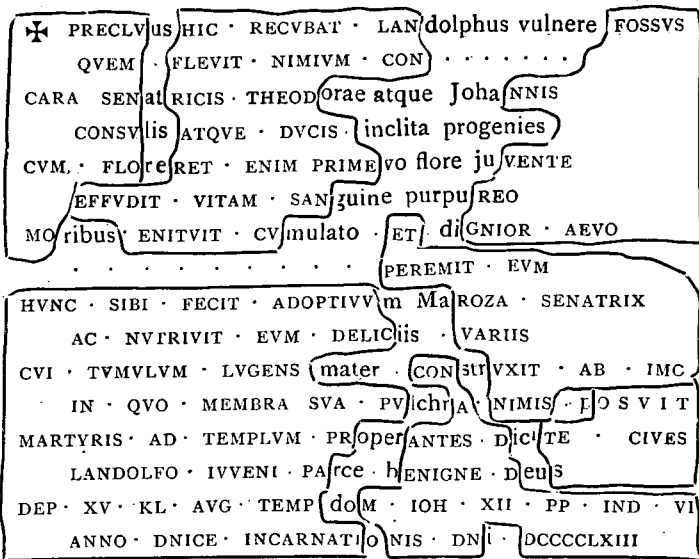 ✠ PRECLVus HIC · RECVBAT · LANdolphus vulnere FOSSVS
QVEM · FLEVIT · NIMIVM · CON · · · · · · · ·
CARA SENatRICIS · THEODorae atque JohaNNIS
CONSVlis ATQVE · DVCIS · inclita progenies
CVM · FLOreRET · ENIM PRIMEvo flore juVENTE
EFFVDIT · VITAM · SANguine purpuREO
MOribus · ENITVIT · CVmulato · ET diGNIOR · AEVO
· · · · · · · · · PEREMIT · EVM
HVNC · SIBI · FECIT · ADOPTIVVm MaROZA · SENATRIX
AC · NVTRIVIT · EVM · DELICiis · VARIIS
CVI · TVMVLVM · LVGENS mater · CONstrVXIT · AB · IMC
IN · QVO · MEMBRA SVA · PVlchrA · NIMIS · POSVIT
MARTYRIS · AD · TEMPLVM · PRoperANTES · DiciTE · CIVES
LANDOLFO · IVVENI · PArce bENIGNE · Deus
DEP · XV · KL · AVG · TEMP doM · IOH · XII · PP · IND · VI
ANNO · DNICE · INCARNATIoNIS · DNi · DCCCCLXIII